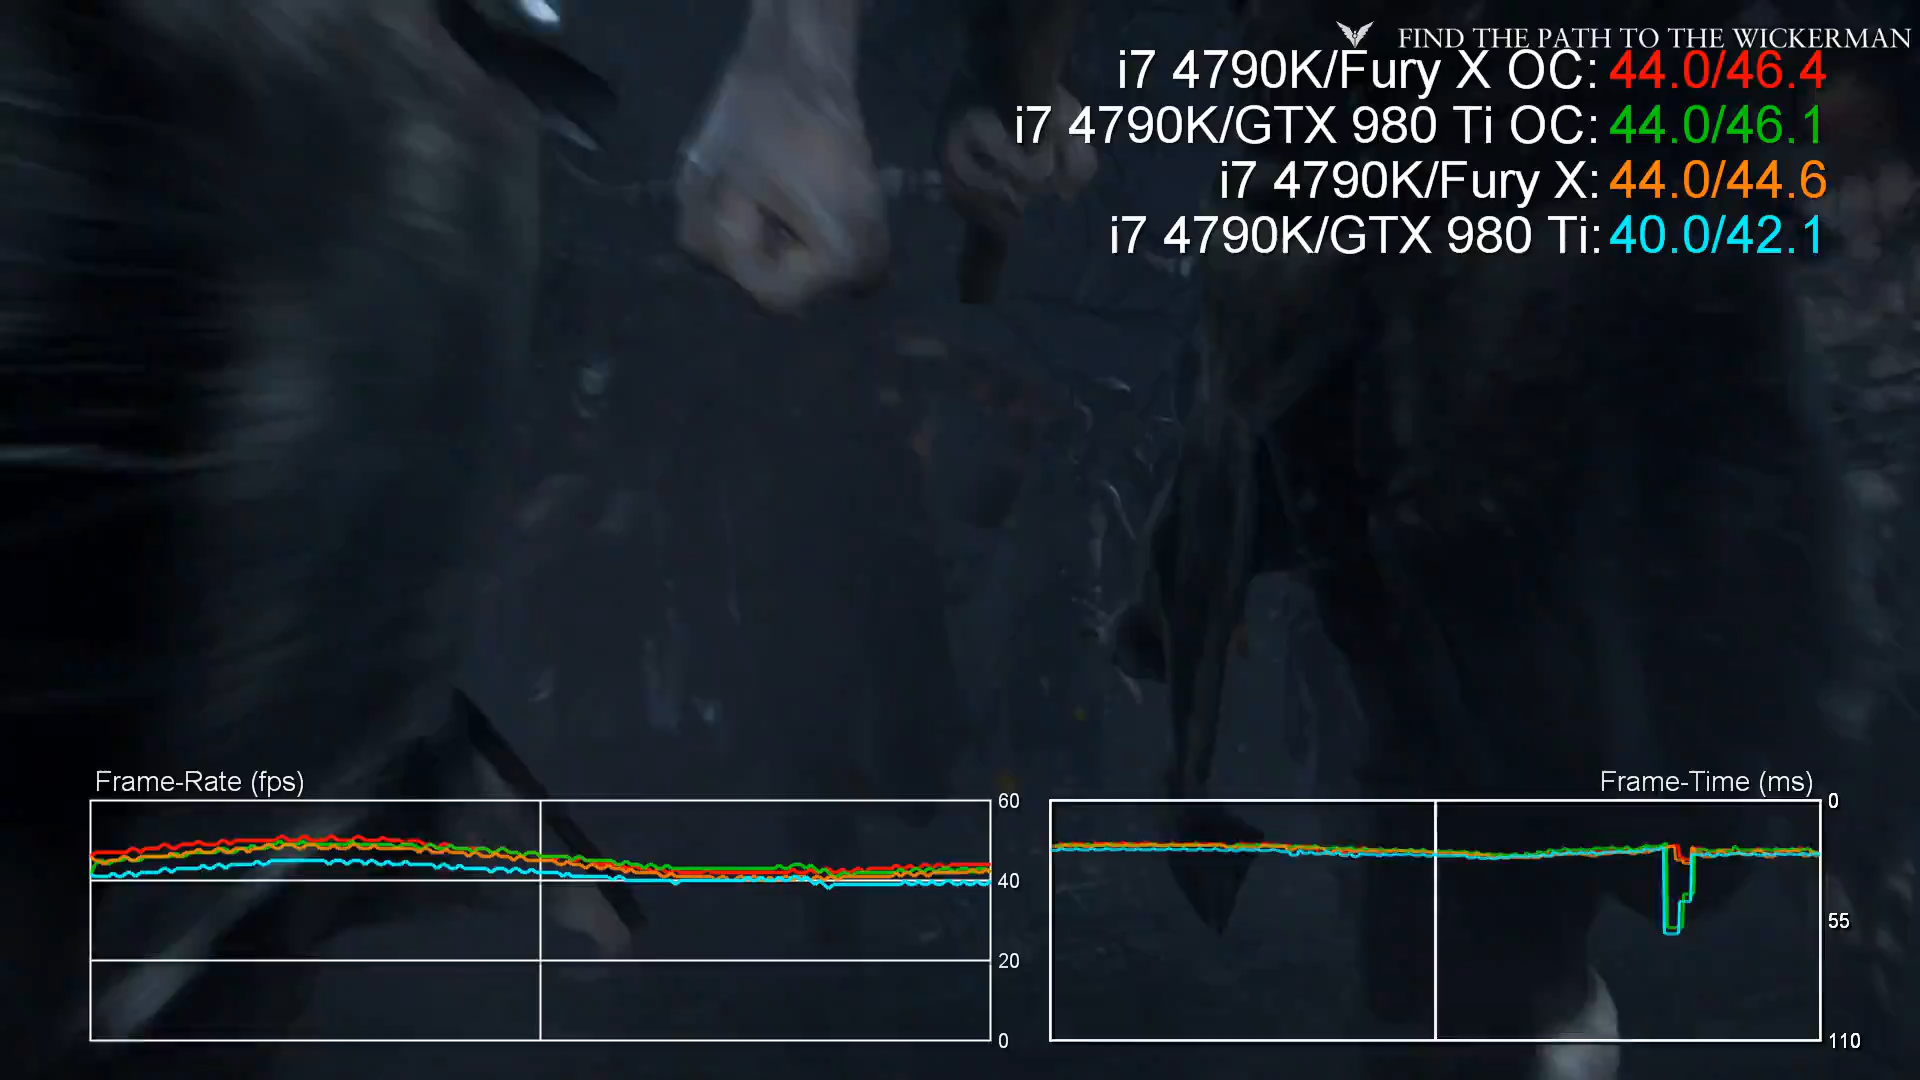 FIND THE PATH TO THE WICKERMAN
i7 4790K/Fury X OC: 44.0/46.4
i7 4790K/GTX 980 Ti OC: 44.0/46.1
i7 4790K/Fury X: 44.0/44.6
i7 4790K/GTX 980 Ti: 40.0/42.1
Frame-Rate (fps)
60
40
20
0
Frame-Time (ms)
0
55
110